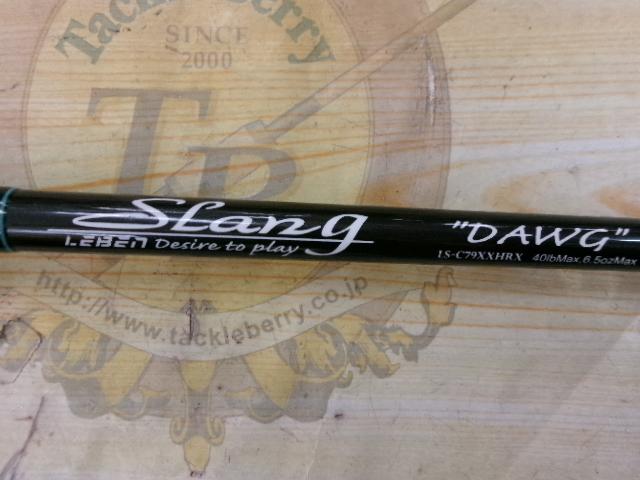 Tackleberry
SINCE
2000
TB
Slang
LEBEN Desire to play
"DAWG"
LS-C79XXHRX 40lbMax.6.5ozMax
http://www.tackleberry.co.jp